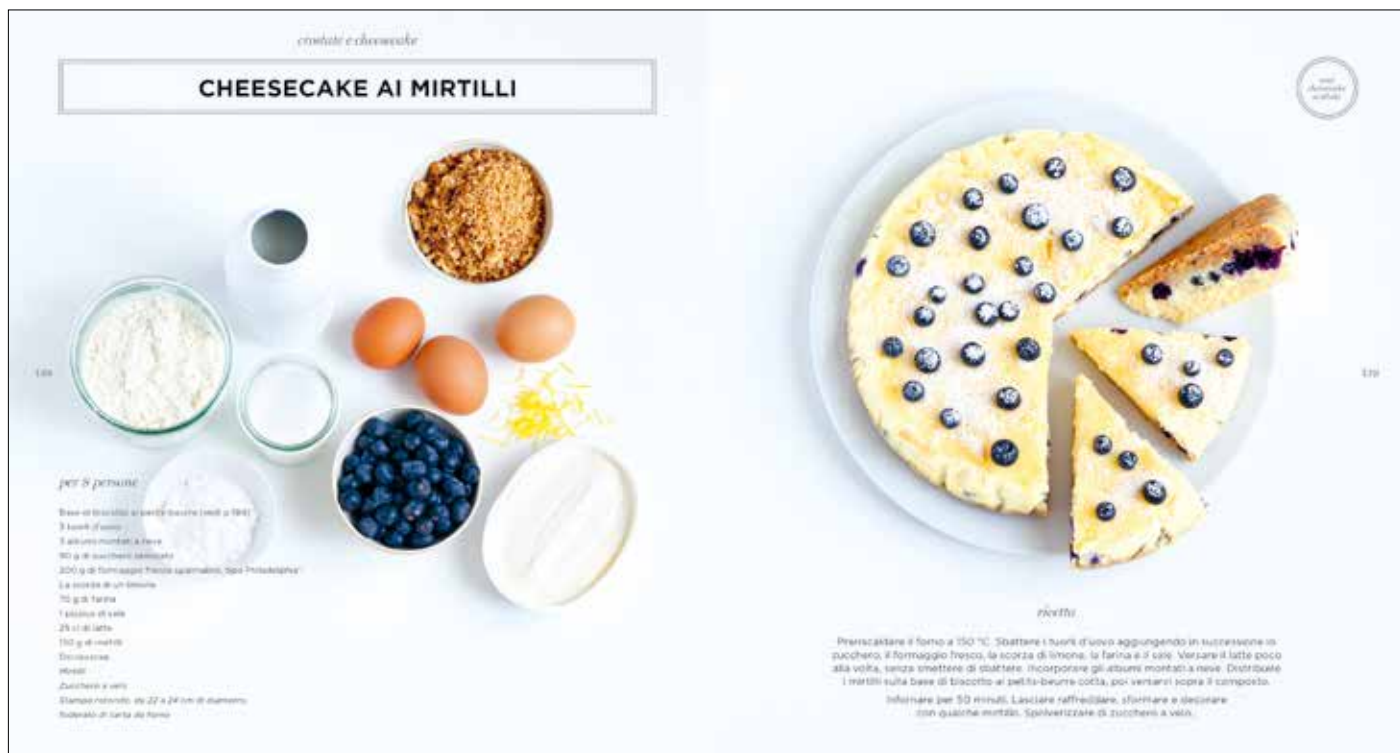 crostate e cheesecake
CHEESECAKE AI MIRTILLI
per 8 persone
Base di biscotto ai petits-beurre (vedi p.
3 tuorli d'uovo
3 albumi montati a neve
90 g di zucchero semolato
200 g di formaggio fresco spalmabile, tipo Philadelphia
La scorza di un limone
70 g di farina
1 pizzico di sale
25 cl di latte
150 g di mirtilli
Decorazione
Mirtilli
Zucchero a velo
Stampo rotondo, da 22 a 24 cm di diametro,
foderato di carta da forno
cheesecake
ricetta
Preriscaldare il forno a 150 °C. Sbattere i tuorli d'uovo aggiungendo in successione lo
zucchero, il formaggio fresco, la scorza di limone, la farina e il sale. Versare il latte poco
alla volta, senza smettere di sbattere. Incorporare gli albumi montati a neve. Distribuite
i mirtilli sulla base di biscotto ai petits-beurre cotta, poi versarvi sopra il composto.
Infornare per 50 minuti. Lasciare raffreddare, sformare e decorare
con qualche mirtillo. Spolverizzare di zucchero a velo.